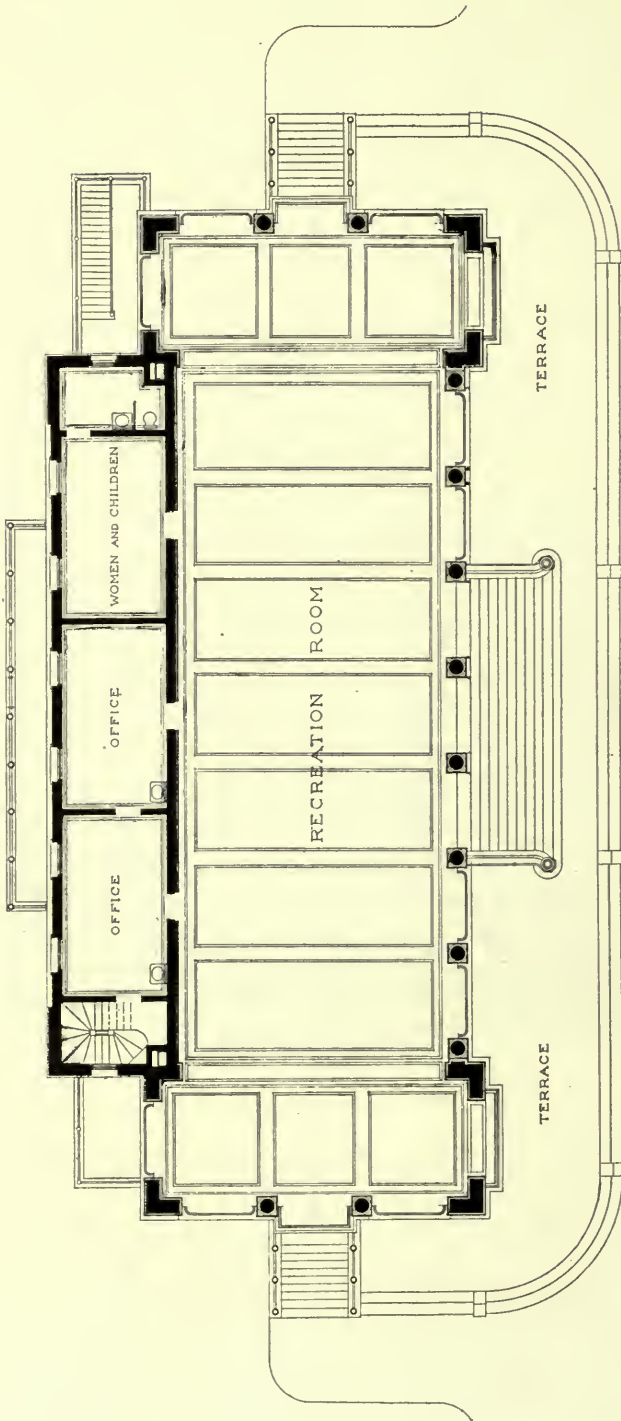 WOMEN AND CHILDREN
OFFICE
OFFICE
RECREATION ROOM
TERRACE
TERRACE